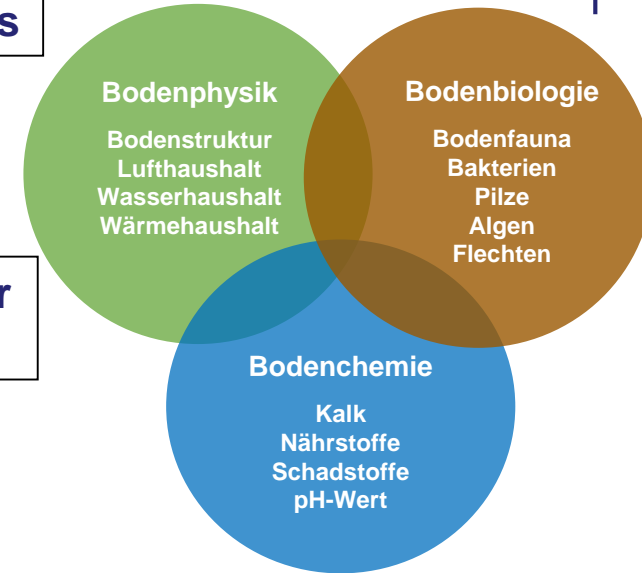 s
Bodenphysik
Bodenstruktur
Lufthaushalt
Wasserhaushalt
Wärmehaushalt
Bodenbiologie
Bodenfauna
Bakterien
Pilze
Algen
Flechten
r
Bodenchemie
Kalk
Nährstoffe
Schadstoffe
pH-Wert